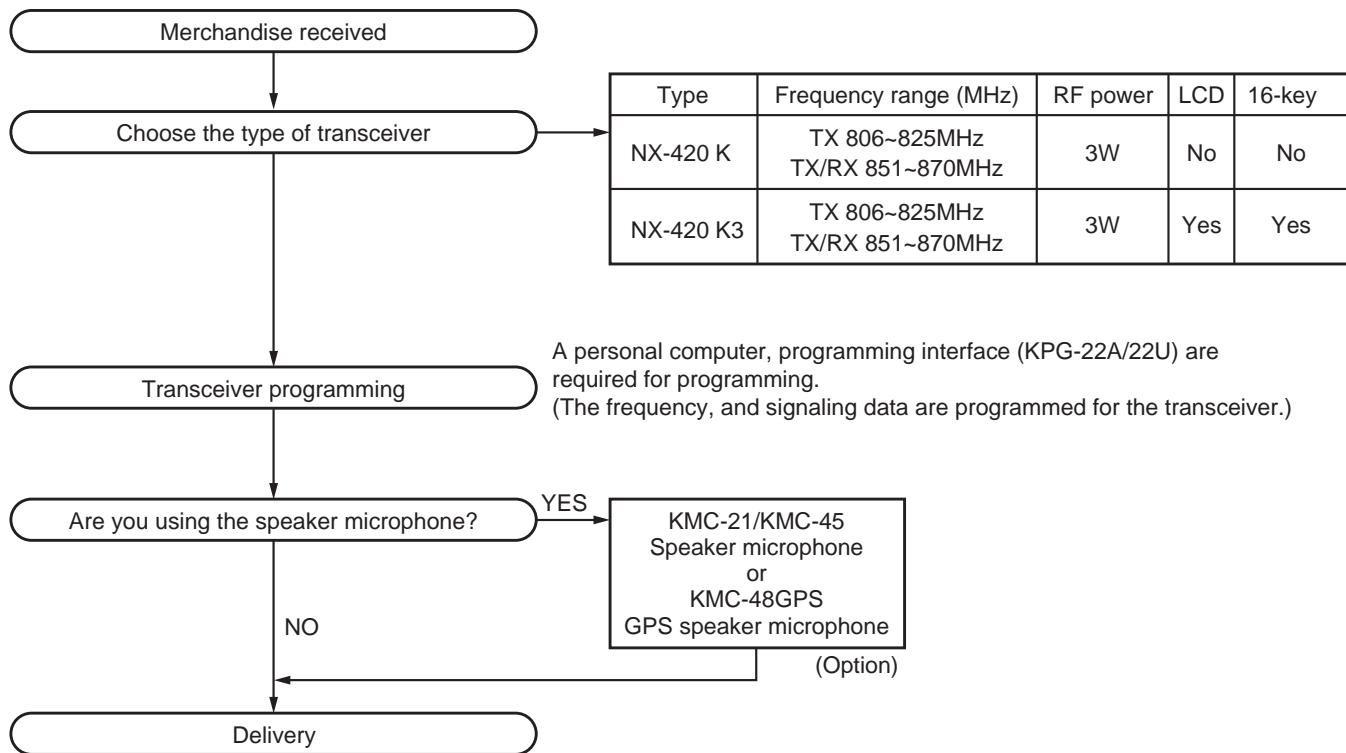 Merchandise received
Choose the type of transceiver
Type Frequency range (MHz) RF power LCD 16-key
NX-420 K TX 806~825MHz TX/RX 851~870MHz 3W No No
NX-420 K3 TX 806~825MHz TX/RX 851~870MHz 3W Yes Yes
Transceiver programming
A personal computer, programming interface (KPG-22A/22U) are
required for programming.
(The frequency, and signaling data are programmed for the transceiver.)
Are you using the speaker microphone?
YES
KMC-21/KMC-45
Speaker microphone
or
KMC-48GPS
GPS speaker microphone
(Option)
NO
Delivery